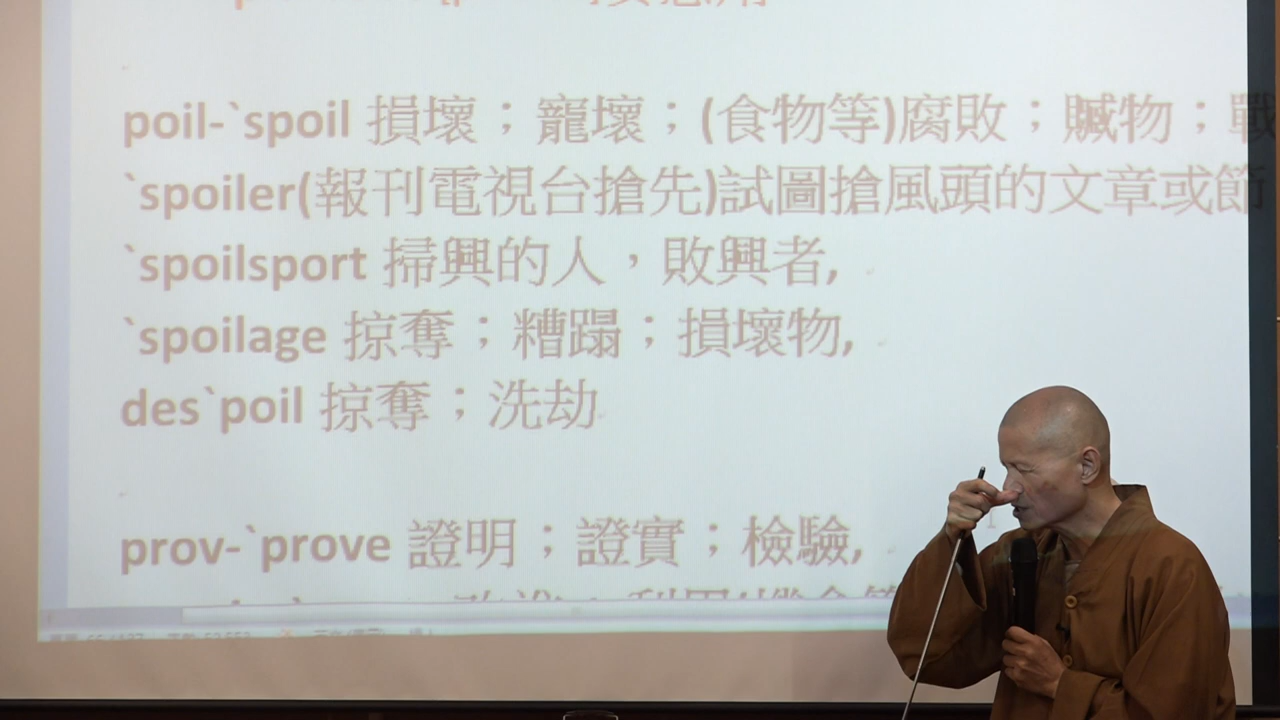 poil-`spoil 損壞；寵壞；(食物等)腐敗；贓物；戰
`spoiler(報刊電視台搶先)試圖搶風頭的文章或節
`spoilsport 掃興的人，敗興者,
`spoilage 掠奪；糟蹋；損壞物,
des`poil 掠奪；洗劫
prov-`prove 證明；證實；檢驗,